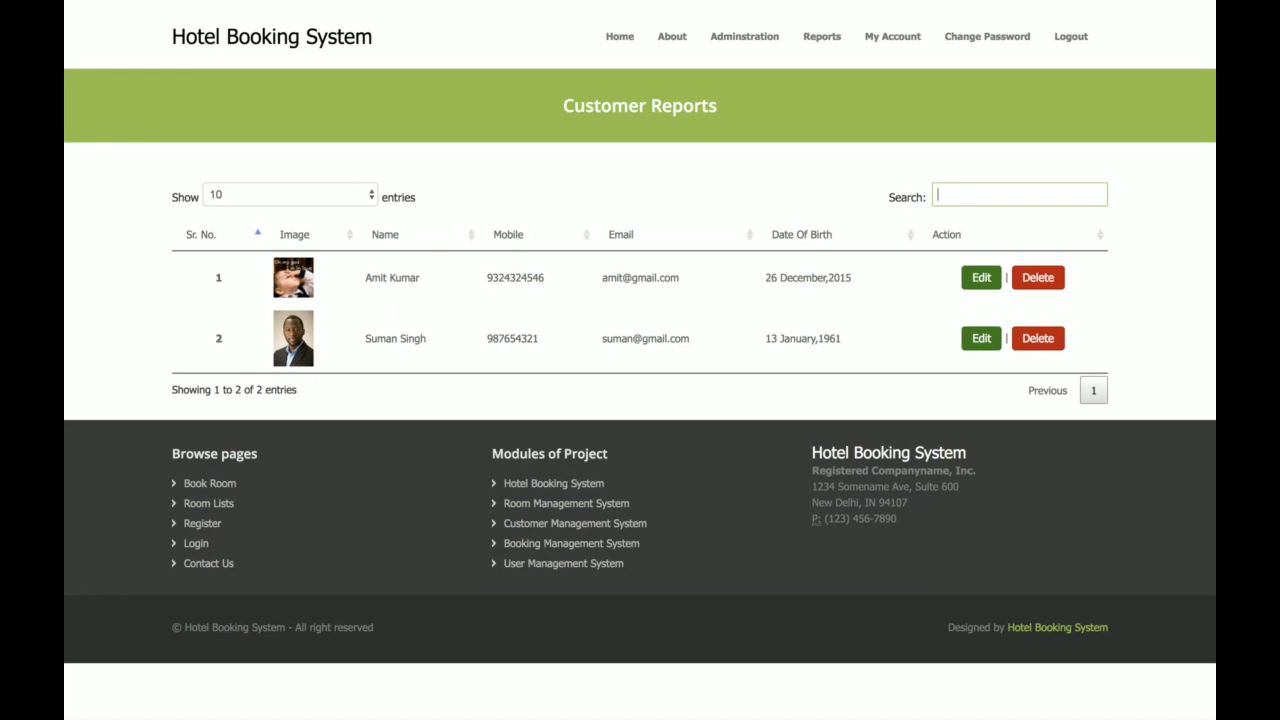 Hotel Booking System
Home About Adminstration Reports My Account Change Password Logout
Customer Reports
Show 10 entries Search:
Sr. No. Image Name Mobile Email Date Of Birth Action
1 Amit Kumar 9324324546 amit@gmail.com 26 December,2015 Edit | Delete
2 Suman Singh 987654321 suman@gmail.com 13 January,1961 Edit | Delete
Showing 1 to 2 of 2 entries Previous 1
Browse pages
Book Room
Room Lists
Register
Login
Contact Us
Modules of Project
Hotel Booking System
Room Management System
Customer Management System
Booking Management System
User Management System
Hotel Booking System
Registered Companyname, Inc.
1234 Somename Ave, Suite 600
New Delhi, IN 94107
P: (123) 456-7890
© Hotel Booking System - All right reserved
Designed by Hotel Booking System